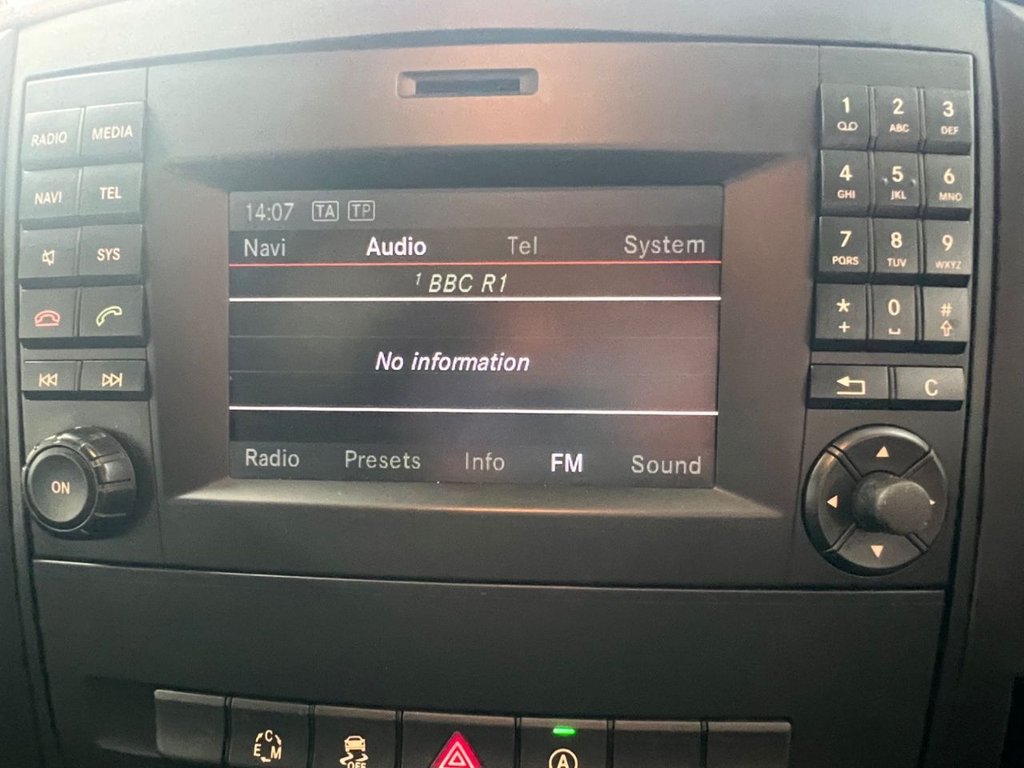 RADIO MEDIA
NAVI TEL
SYS
ON
14:07 TA TP
Navi Audio Tel System
1 BBC R1
No information
Radio Presets Info FM Sound
1 2 ABC 3 DEF
4 GHI 5 JKL 6 MNO
7 PQRS 8 TUV 9 WXYZ
* + 0 #
C
C E M
OFF
A